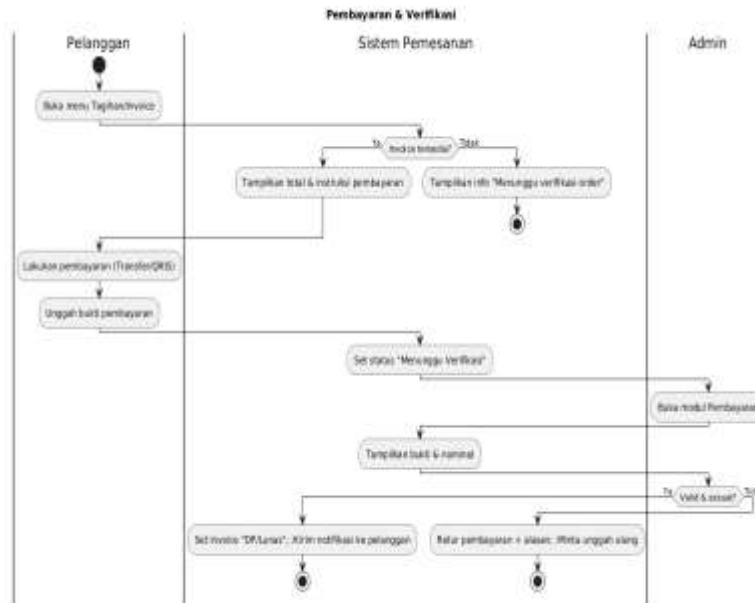 Pembayaran & Verifikasi
Pelanggan
Sistem Pemesanan
Admin
Buka menu Tagihan/Invoice
Ya
Invoice tersedia?
Tidak
Tampilkan total & instruksi pembayaran
Tampilkan info "Menunggu verifikasi order"
Lakukan pembayaran (Transfer/QRIS)
Unggah bukti pembayaran
Set status "Menunggu Verifikasi"
Buka modul Pembayaran
Tampilkan bukti & nominal
Ya
Valid & sesuai?
Set invoice "DP/Lunas". Kirim notifikasi ke pelanggan
Retur pembayaran + alasan. Minta unggah ulang